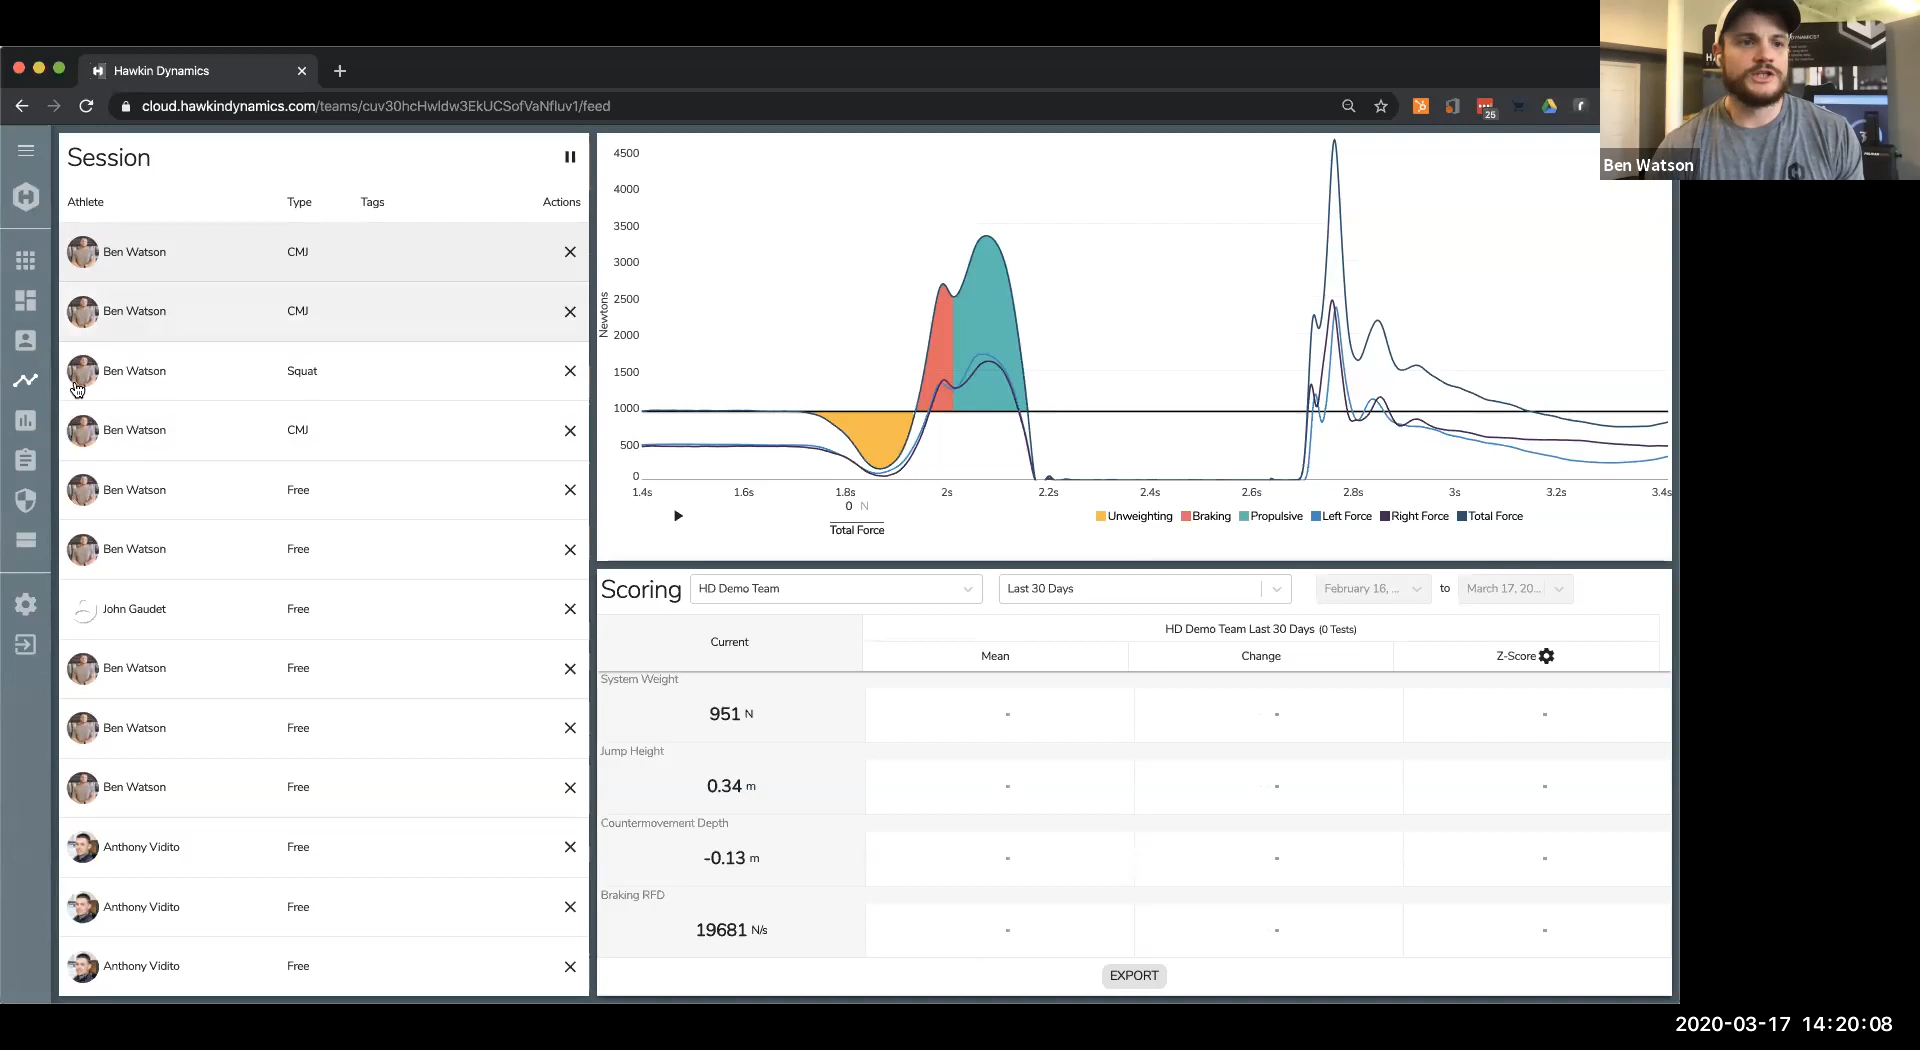 Hawkin Dynamics
cloud.hawkindynamics.com/teams/cuv30hcHwldw3EkUCSofVaNfluv1/feed
25
Ben Watson
Session
Athlete Type Tags Actions
Ben Watson CMJ
Ben Watson CMJ
Ben Watson Squat
Ben Watson CMJ
Ben Watson Free
Ben Watson Free
John Gaudet Free
Ben Watson Free
Ben Watson Free
Ben Watson Free
Anthony Vidito Free
Anthony Vidito Free
Anthony Vidito Free
Newtons
4500
4000
3500
3000
2500
2000
1500
1000
500
0
1.4s 1.6s 1.8s 2s 2.2s 2.4s 2.6s 2.8s 3s 3.2s 3.4s
0 N
Total Force
Unweighting Braking Propulsive Left Force Right Force Total Force
Scoring HD Demo Team Last 30 Days February 16, ... to March 17, 20...
Current
HD Demo Team Last 30 Days (0 Tests)
Mean Change Z-Score
System Weight
951 N - - -
Jump Height
0.34 m - - -
Countermovement Depth
-0.13 m - - -
Braking RFD
19681 N/s - - -
EXPORT
2020-03-17 14:20:08